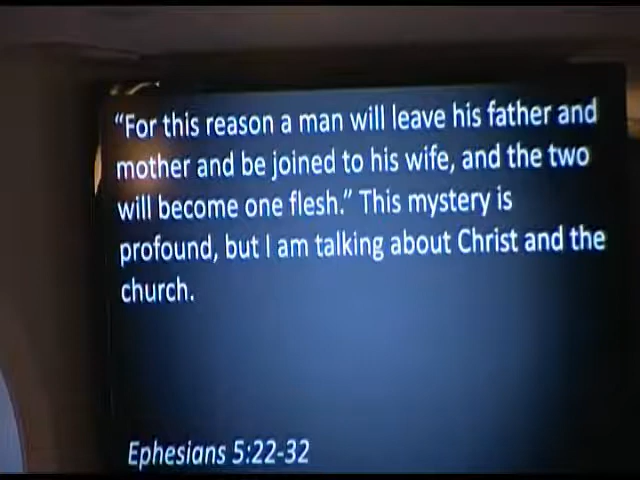 “For this reason a man will leave his father and
mother and be joined to his wife, and the two
will become one flesh.” This mystery is
profound, but I am talking about Christ and the
church.
Ephesians 5:22-32